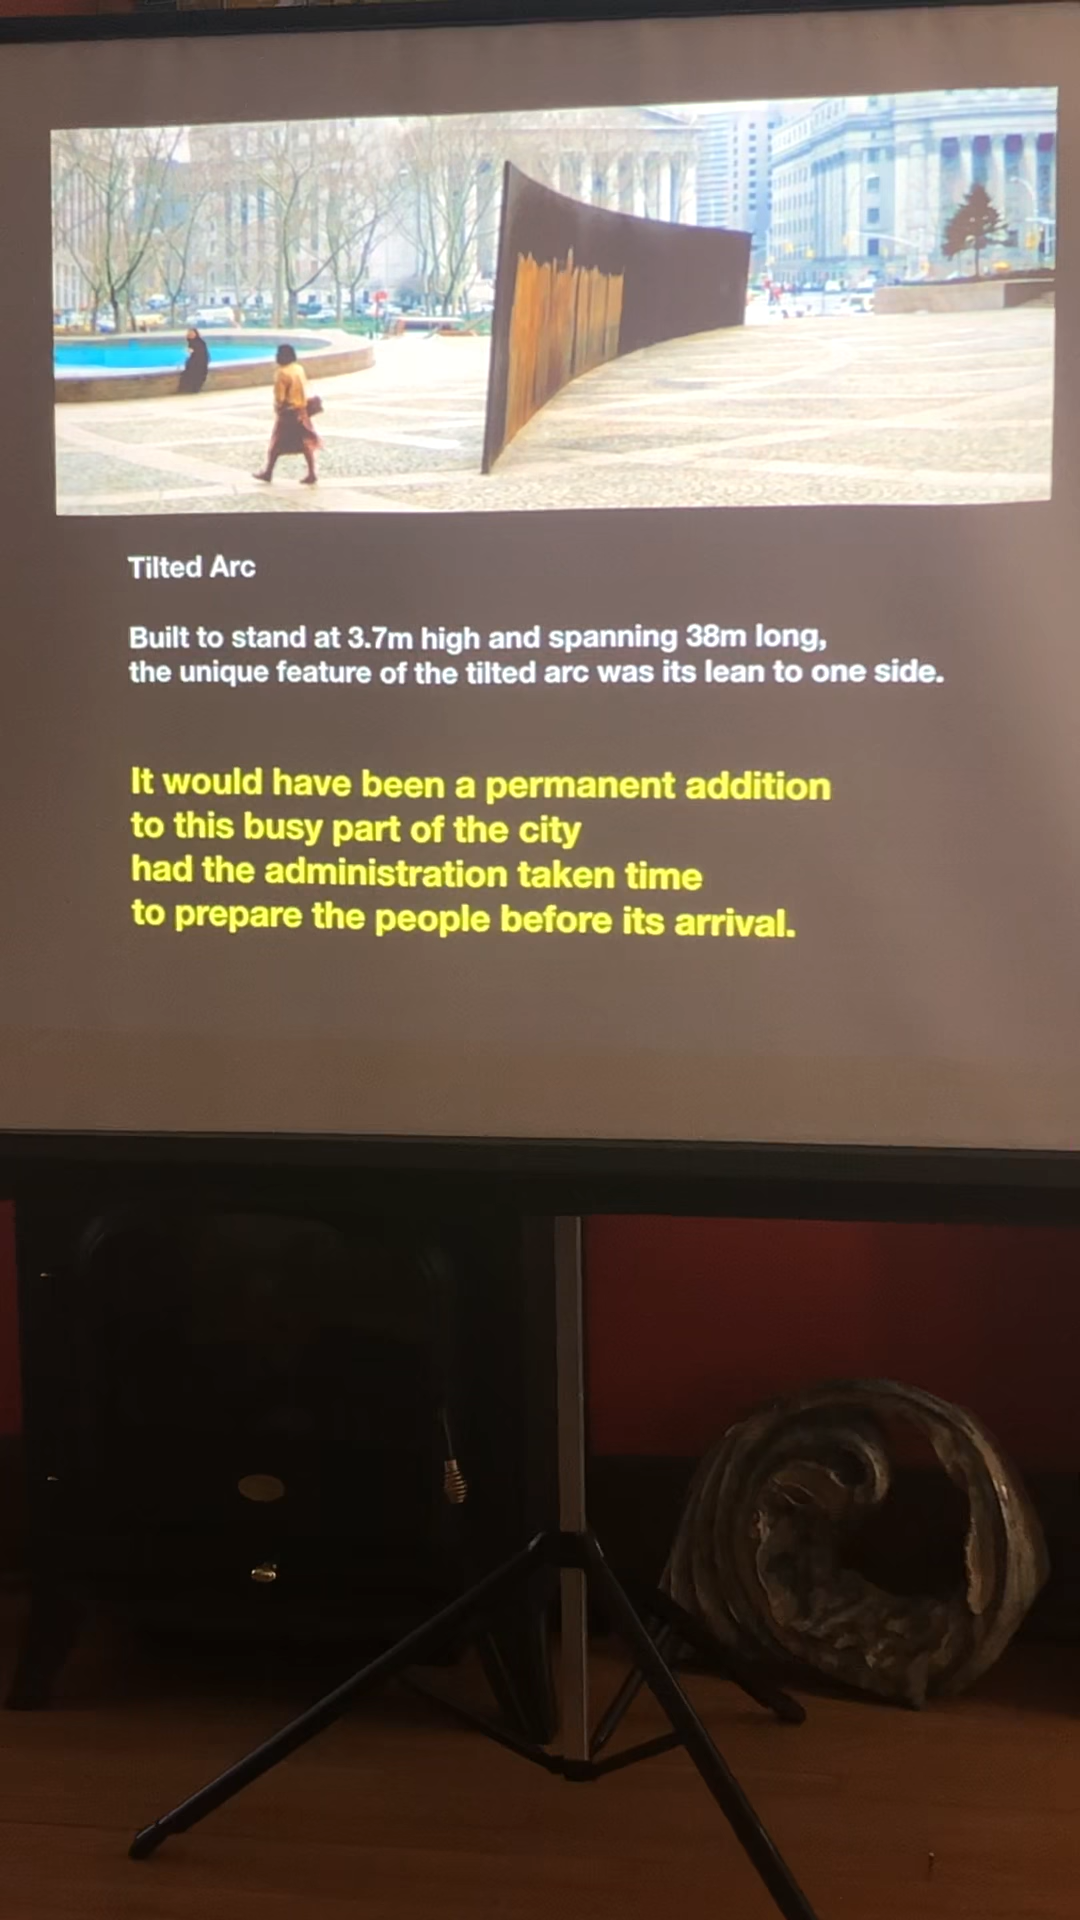 Tilted Arc
Built to stand at 3.7m high and spanning 38m long,
the unique feature of the tilted arc was its lean to one side.
It would have been a permanent addition
to this busy part of the city
had the administration taken time
to prepare the people before its arrival.